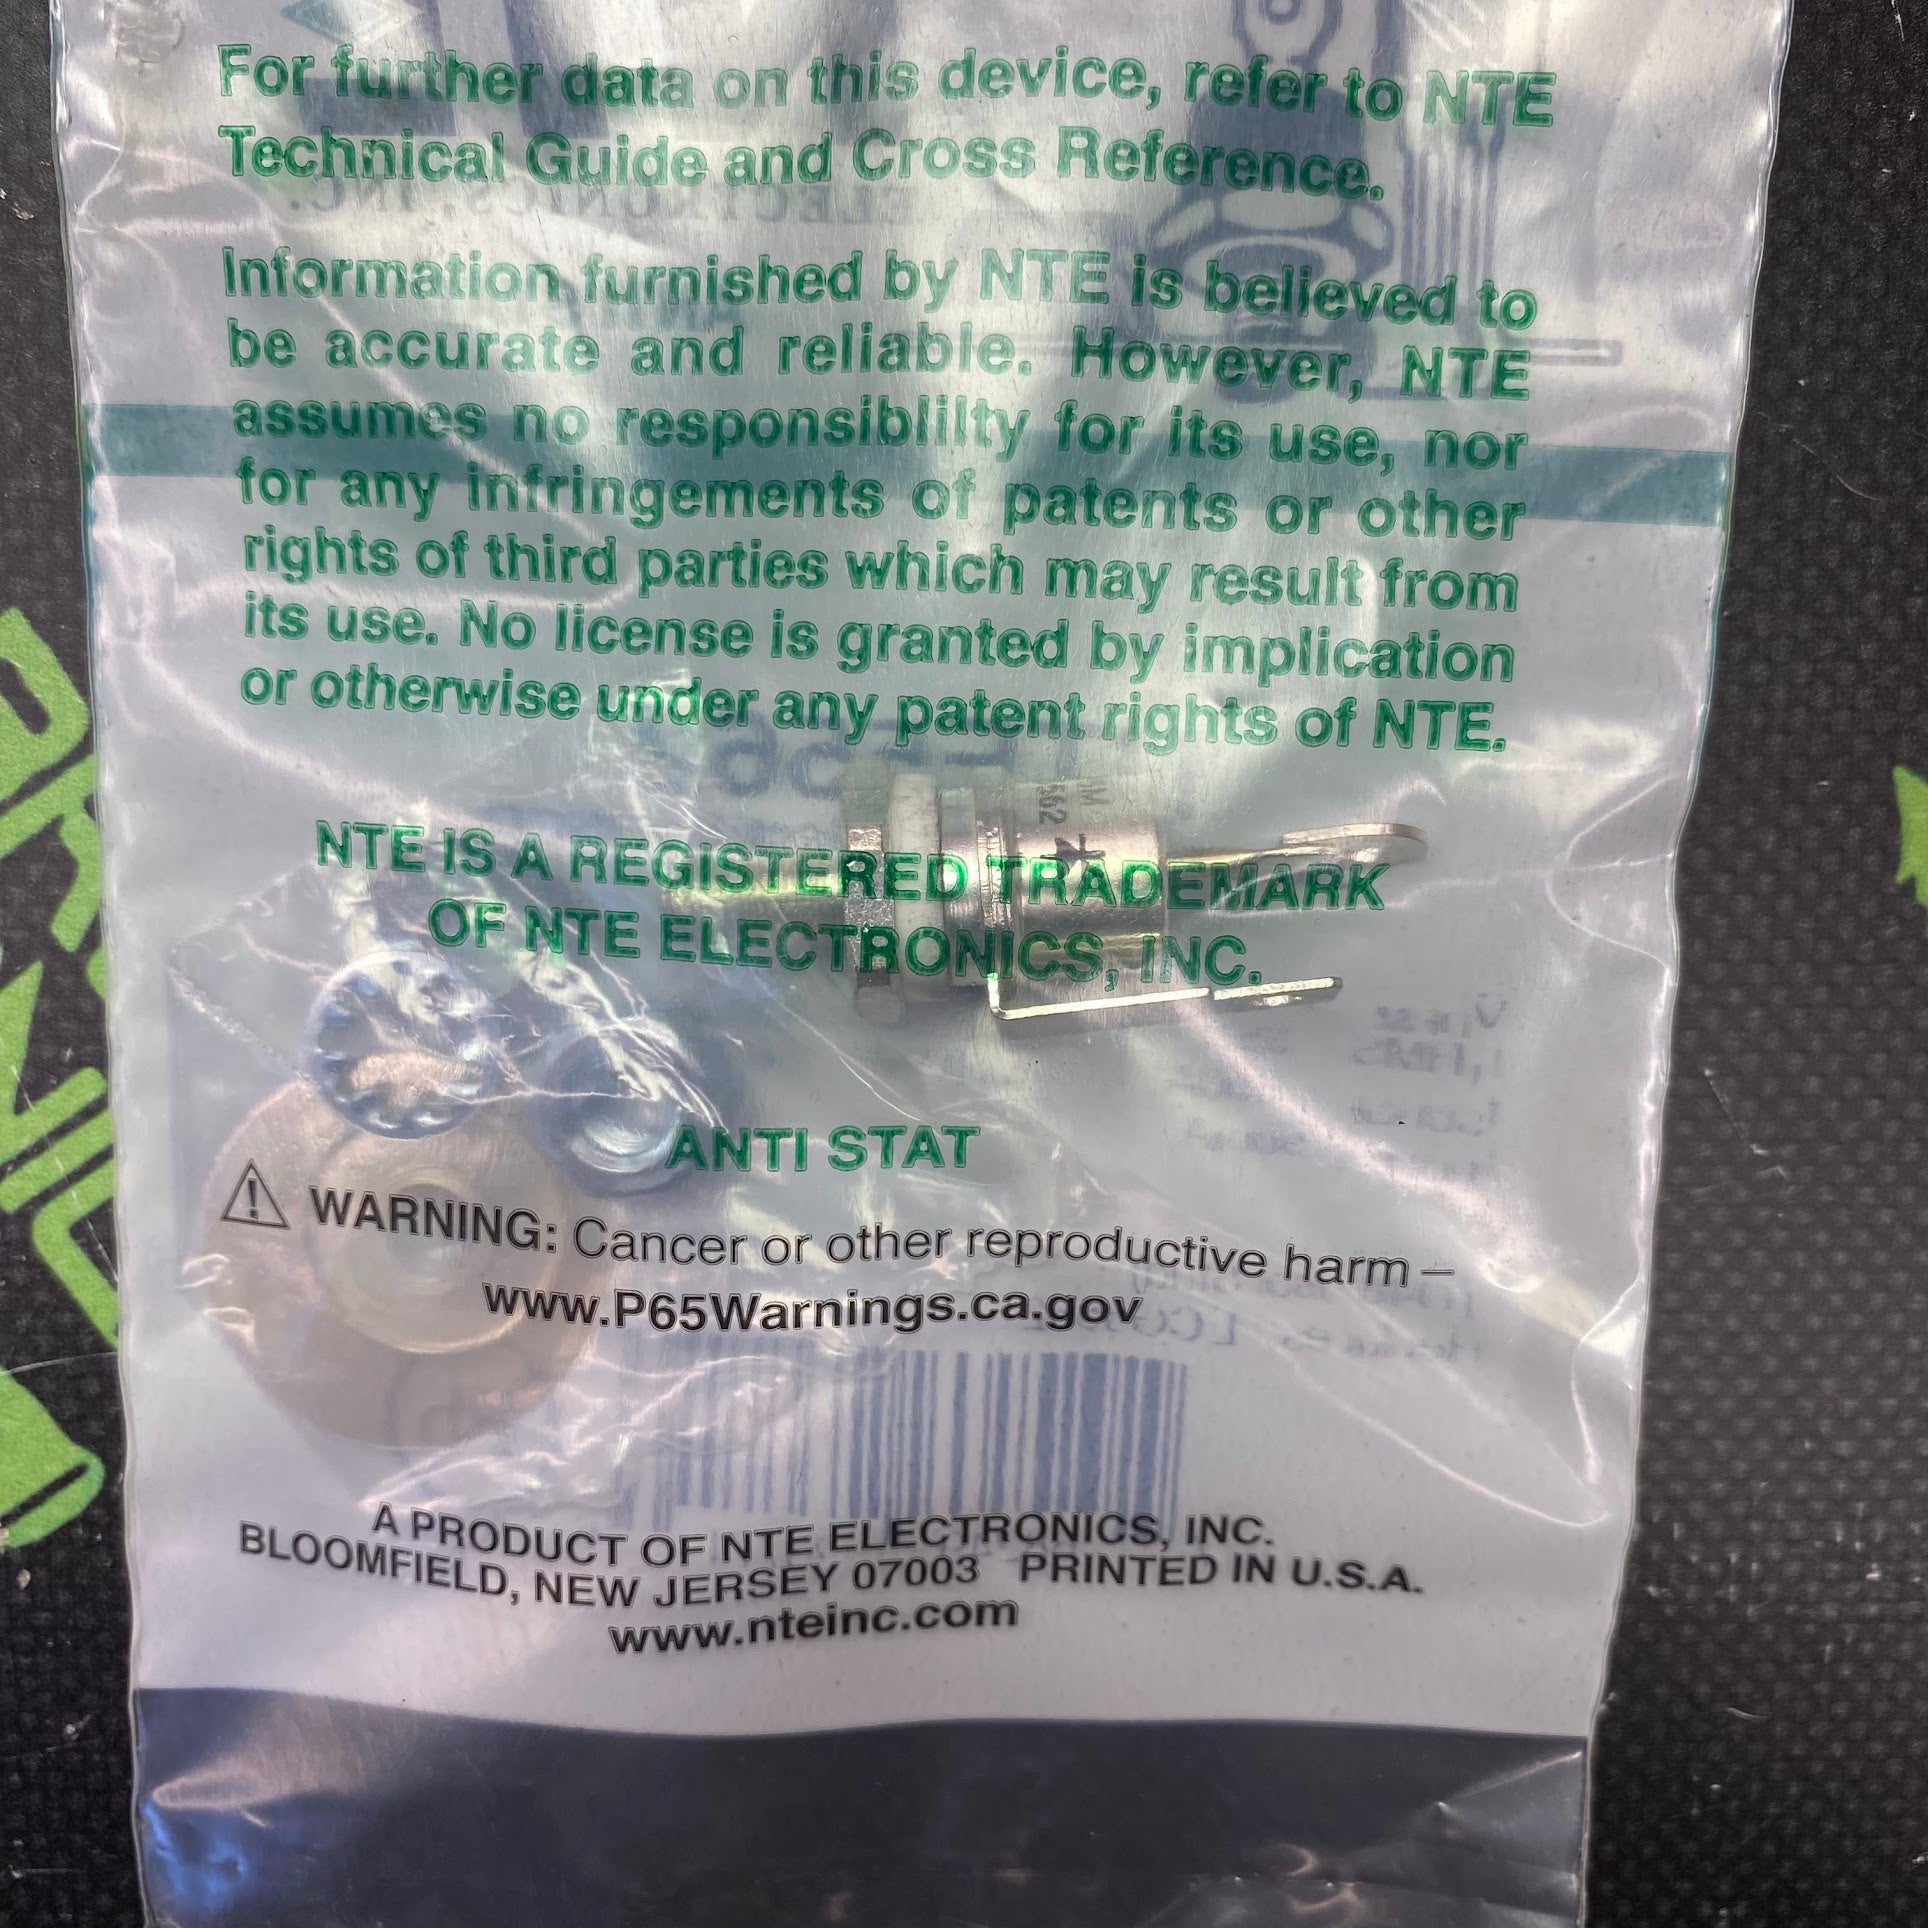 For further data on this device, refer to NTE
Technical Guide and Cross Reference.
ELECTRONICS, INC.
Information furnished by NTE is believed to
be accurate and reliable. However, NTE
assumes no responsiblilty for its use, nor
for any infringements of patents or other
rights of third parties which may result from
its use. No license is granted by implication
or otherwise under any patent rights of NTE.
NTE IS A REGISTERED TRADEMARK
OF NTE ELECTRONICS, INC.
ANTI STAT
WARNING: Cancer or other reproductive harm –
www.P65Warnings.ca.gov
A PRODUCT OF NTE ELECTRONICS, INC.
BLOOMFIELD, NEW JERSEY 07003 PRINTED IN U.S.A.
www.nteinc.com